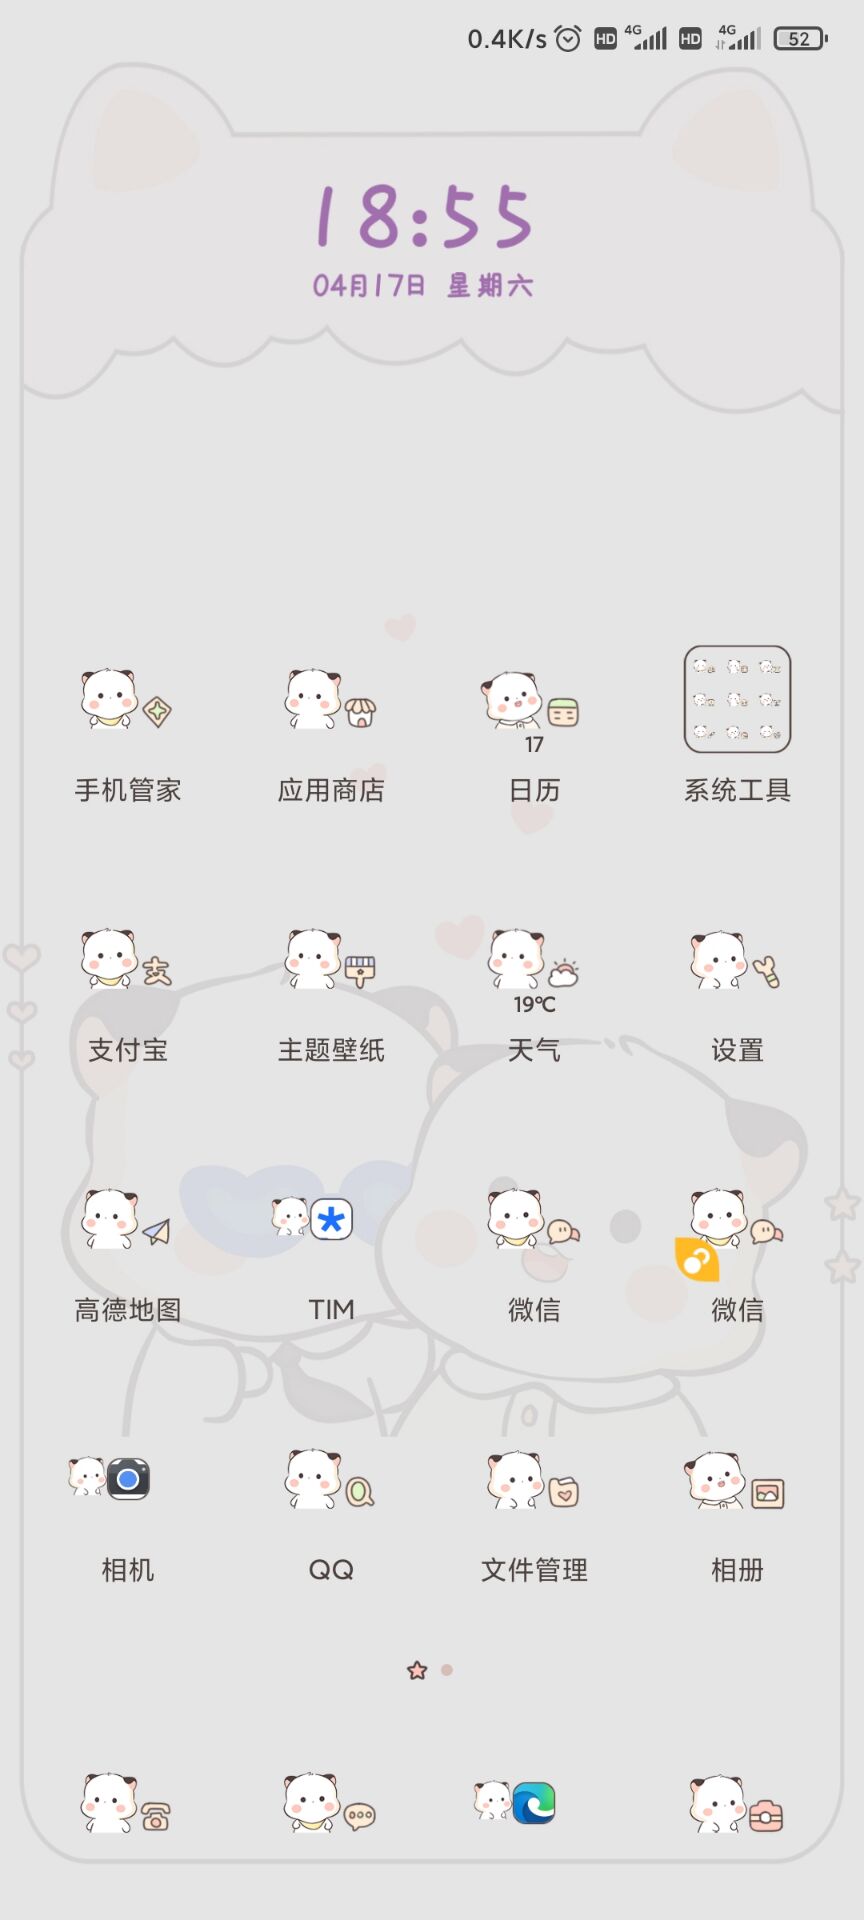 0.4K/s HD 4G HD 4G 52
18:55
04月17日 星期六
17
手机管家 应用商店 日历 系统工具
支
19℃
支付宝 主题壁纸 天气 设置
高德地图 TIM 微信 微信
相机 QQ 文件管理 相册